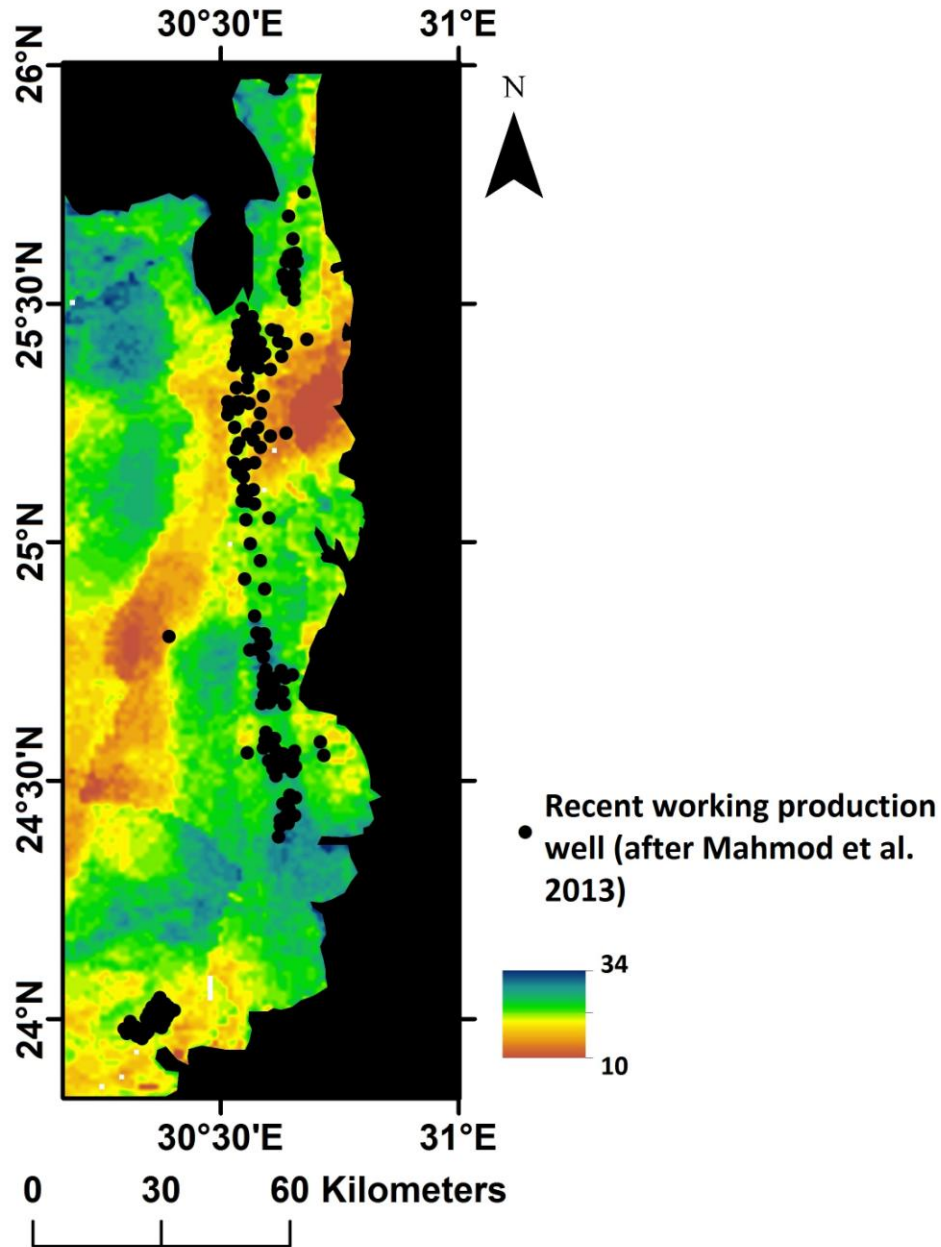 30°30'E 31°E
26°N
N
25°30'N
25°N
24°30'N
Recent working production
well (after Mahmod et al.
2013)
34
10
24°N
30°30'E 31°E
0 30 60 Kilometers